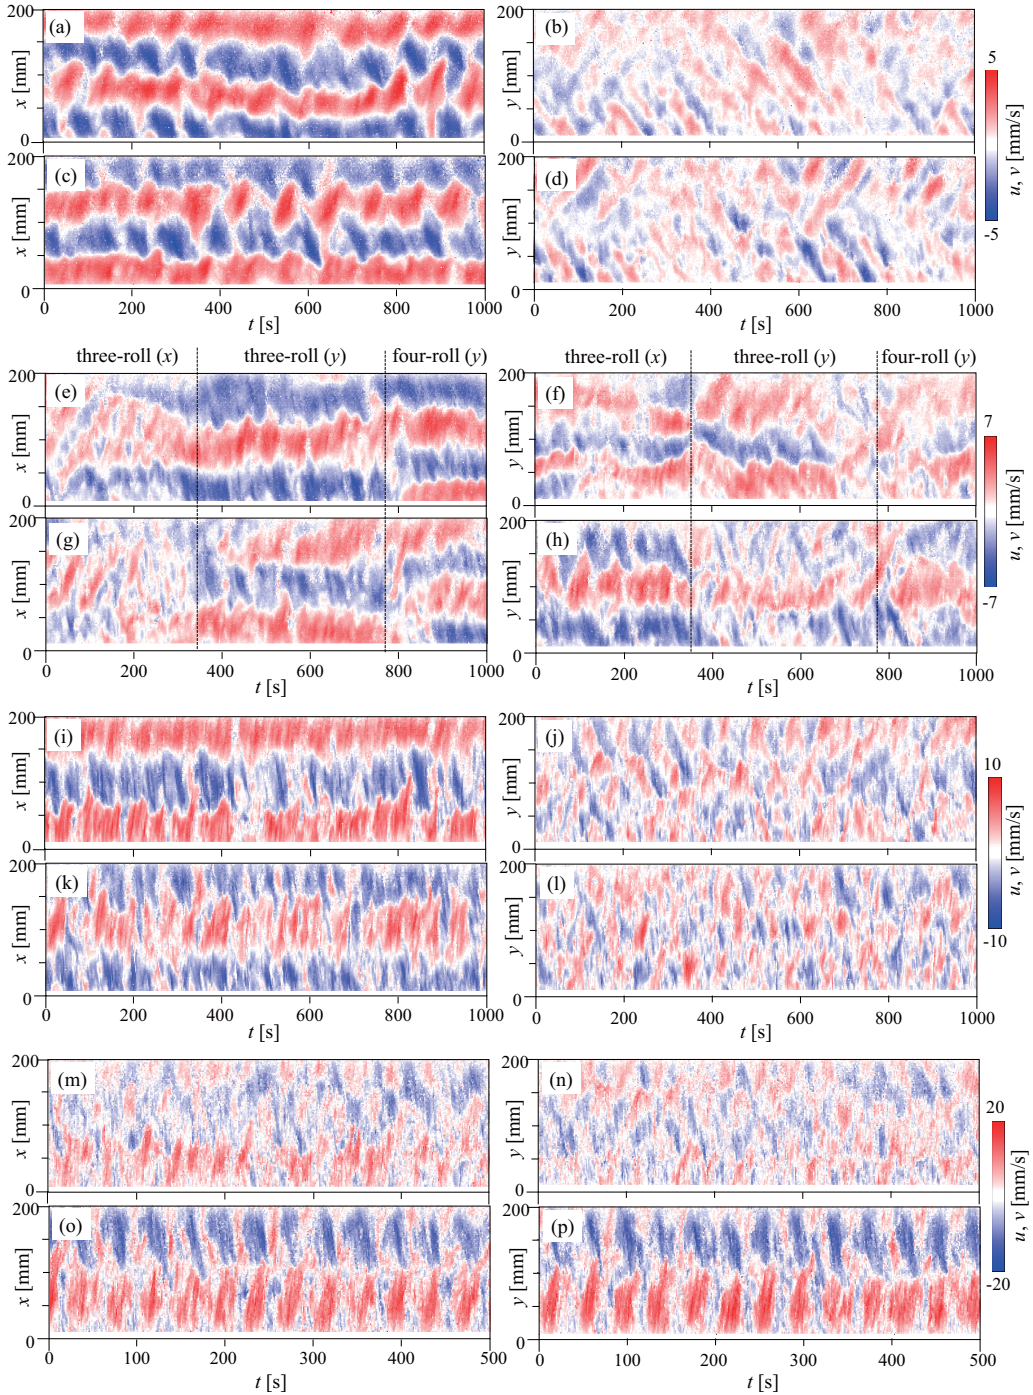 200 (a) 200 (b)
x [mm] y [mm] 5
0 0
200 (c) 200 (d)
x [mm] y [mm] u, v [mm/s]
-5
0 0
0 200 400 600 800 1000 0 200 400 600 800 1000
t [s] t [s]
three-roll (x) three-roll (y) four-roll (y) three-roll (x) three-roll (y) four-roll (y)
200 (e) 200 (f)
x [mm] y [mm] 7
0 0
200 (g) 200 (h)
x [mm] y [mm] u, v [mm/s]
-7
0 0
0 200 400 600 800 1000 0 200 400 600 800 1000
t [s] t [s]
200 (i) 200 (j)
x [mm] y [mm] 10
0 0
200 (k) 200 (l)
x [mm] y [mm] u, v [mm/s]
-10
0 0
0 200 400 600 800 1000 0 200 400 600 800 1000
t [s] t [s]
200 (m) 200 (n)
x [mm] y [mm] 20
0 0
200 (o) 200 (p)
x [mm] y [mm] u, v [mm/s]
-20
0 0
0 100 200 300 400 500 0 100 200 300 400 500
t [s] t [s]